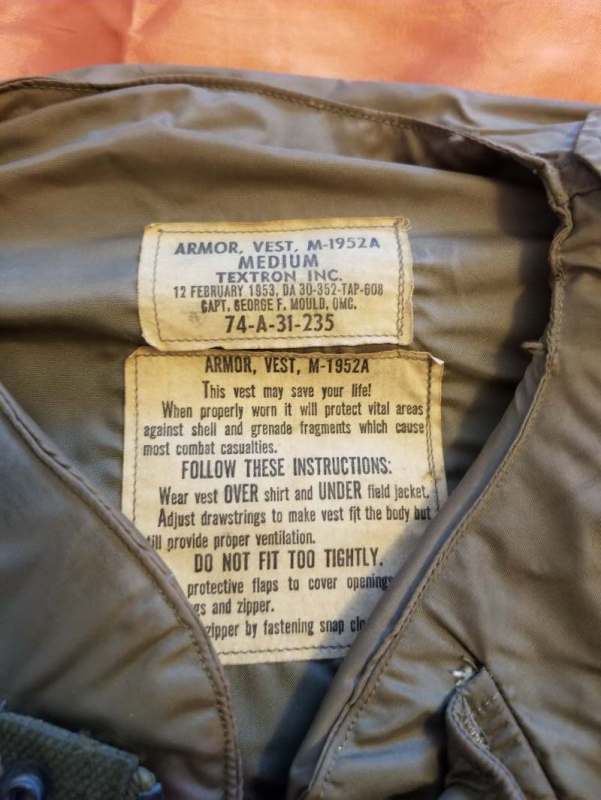 ARMOR, VEST, M-1952A
MEDIUM
TEXTRON INC.
12 FEBRUARY 1953, DA 30-352-TAP-608
CAPT. GEORGE F. MOULD, QMC.
74-A-31-235
ARMOR, VEST, M-1952A
This vest may save your life!
When properly worn it will protect vital areas
against shell and grenade fragments which cause
most combat casualties.
FOLLOW THESE INSTRUCTIONS:
Wear vest OVER shirt and UNDER field jacket.
Adjust drawstrings to make vest fit the body but
provide proper ventilation.
DO NOT FIT TOO TIGHTLY.
protective flaps to cover openings
and zipper.
zipper by fastening snap